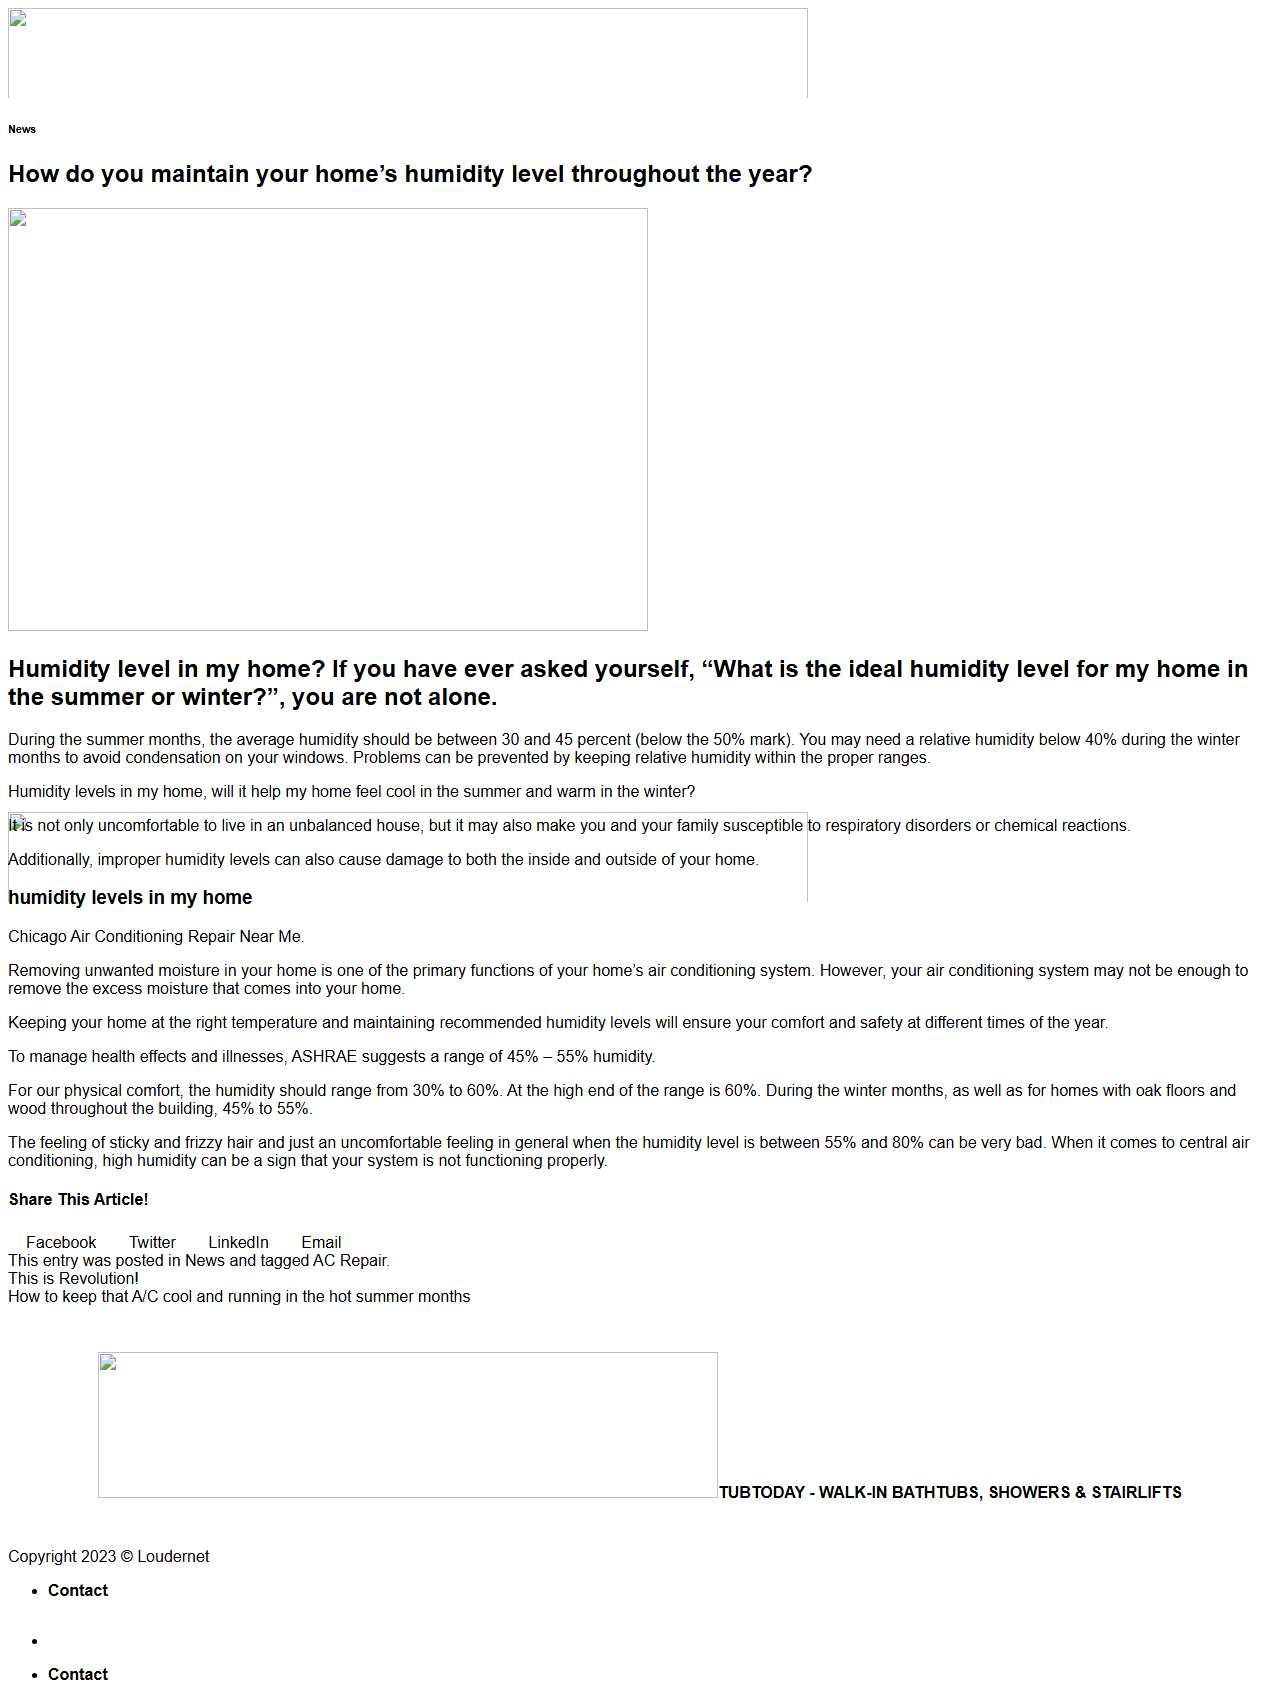 News
How do you maintain your home’s humidity level throughout the year?
Humidity level in my home? If you have ever asked yourself, “What is the ideal humidity level for my home in
the summer or winter?”, you are not alone.
During the summer months, the average humidity should be between 30 and 45 percent (below the 50% mark). You may need a relative humidity below 40% during the winter
months to avoid condensation on your windows. Problems can be prevented by keeping relative humidity within the proper ranges.
Humidity levels in my home, will it help my home feel cool in the summer and warm in the winter?
It is not only uncomfortable to live in an unbalanced house, but it may also make you and your family susceptible to respiratory disorders or chemical reactions.
Additionally, improper humidity levels can also cause damage to both the inside and outside of your home.
humidity levels in my home
Chicago Air Conditioning Repair Near Me.
Removing unwanted moisture in your home is one of the primary functions of your home’s air conditioning system. However, your air conditioning system may not be enough to
remove the excess moisture that comes into your home.
Keeping your home at the right temperature and maintaining recommended humidity levels will ensure your comfort and safety at different times of the year.
To manage health effects and illnesses, ASHRAE suggests a range of 45% – 55% humidity.
For our physical comfort, the humidity should range from 30% to 60%. At the high end of the range is 60%. During the winter months, as well as for homes with oak floors and
wood throughout the building, 45% to 55%.
The feeling of sticky and frizzy hair and just an uncomfortable feeling in general when the humidity level is between 55% and 80% can be very bad. When it comes to central air
conditioning, high humidity can be a sign that your system is not functioning properly.
Share This Article!
Facebook Twitter LinkedIn Email
This entry was posted in News and tagged AC Repair.
This is Revolution!
How to keep that A/C cool and running in the hot summer months
TUBTODAY - WALK-IN BATHTUBS, SHOWERS & STAIRLIFTS
Copyright 2023 © Loudernet
Contact
Contact